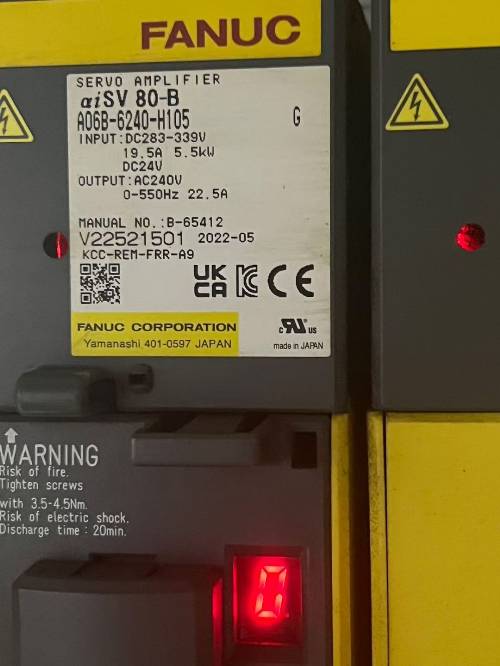 FANUC
SERVO AMPLIFIER
αiSV 80-B
A06B-6240-H105 G
INPUT:DC283-339V
19.5A 5.5kW
DC24V
OUTPUT:AC240V
0-550Hz 22.5A
MANUAL NO.:B-65412
V22521501 2022-05
KCC-REM-FRR-A9
UK
CA
CE
FANUC CORPORATION
Yamanashi 401-0597 JAPAN
c RU us
made in JAPAN
WARNING
Risk of fire.
Tighten screws
with 3.5-4.5Nm.
Risk of electric shock.
Discharge time : 20min.
0